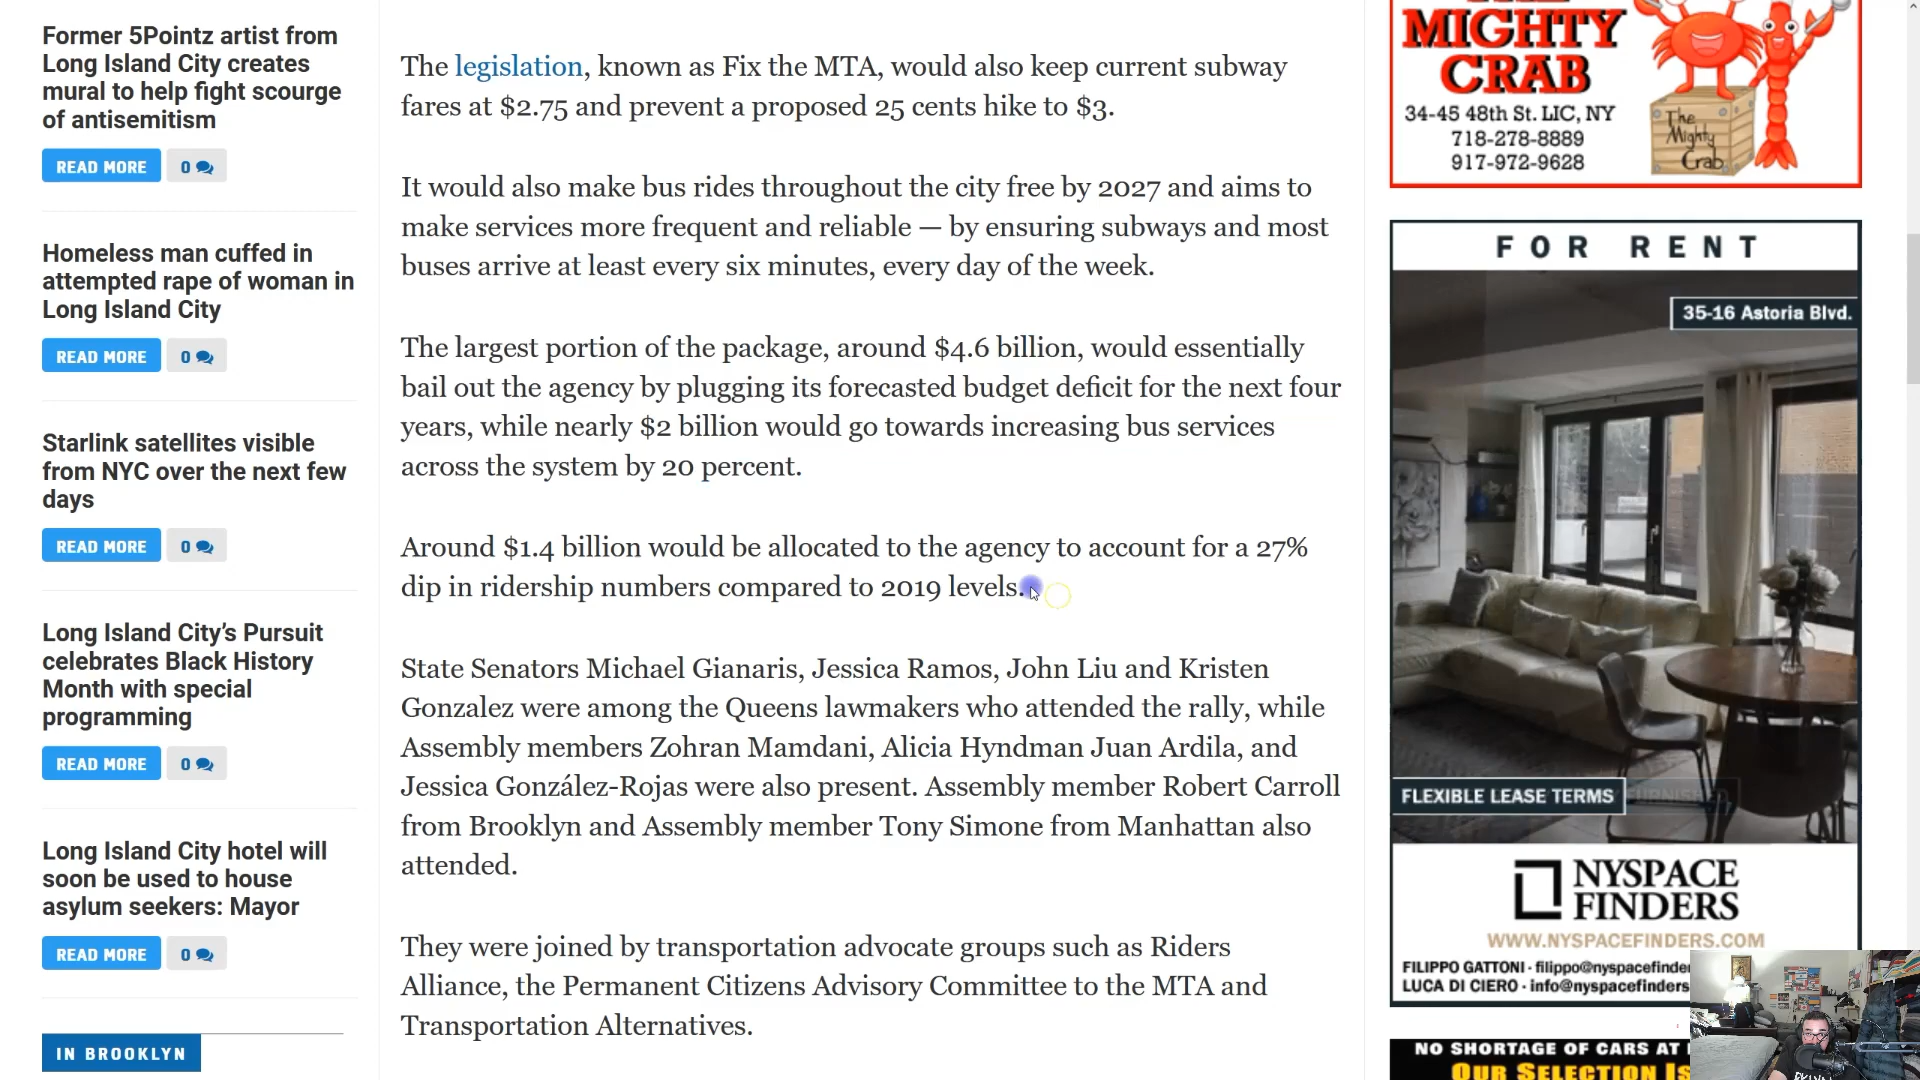 Former 5Pointz artist from
Long Island City creates
mural to help fight scourge
of antisemitism
READ MORE
0
Homeless man cuffed in
attempted rape of woman in
Long Island City
READ MORE
0
Starlink satellites visible
from NYC over the next few
days
READ MORE
0
Long Island City’s Pursuit
celebrates Black History
Month with special
programming
READ MORE
0
Long Island City hotel will
soon be used to house
asylum seekers: Mayor
READ MORE
0
IN BROOKLYN
The legislation, known as Fix the MTA, would also keep current subway
fares at $2.75 and prevent a proposed 25 cents hike to $3.
It would also make bus rides throughout the city free by 2027 and aims to
make services more frequent and reliable — by ensuring subways and most
buses arrive at least every six minutes, every day of the week.
The largest portion of the package, around $4.6 billion, would essentially
bail out the agency by plugging its forecasted budget deficit for the next four
years, while nearly $2 billion would go towards increasing bus services
across the system by 20 percent.
Around $1.4 billion would be allocated to the agency to account for a 27%
dip in ridership numbers compared to 2019 levels.
State Senators Michael Gianaris, Jessica Ramos, John Liu and Kristen
Gonzalez were among the Queens lawmakers who attended the rally, while
Assembly members Zohran Mamdani, Alicia Hyndman Juan Ardila, and
Jessica González-Rojas were also present. Assembly member Robert Carroll
from Brooklyn and Assembly member Tony Simone from Manhattan also
attended.
They were joined by transportation advocate groups such as Riders
Alliance, the Permanent Citizens Advisory Committee to the MTA and
Transportation Alternatives.
THE
MIGHTY
CRAB
34-45 48th St. LIC, NY
718-278-8889
917-972-9628
The
Mighty
Crab
FOR RENT
35-16 Astoria Blvd.
FLEXIBLE LEASE TERMS
FURNISHED
NYSPACE
FINDERS
WWW.NYSPACEFINDERS.COM
FILIPPO GATTONI - filippo@nyspacefinde
LUCA DI CIERO - info@nyspacefinders
NO SHORTAGE OF CARS AT
OUR SELECTION IS